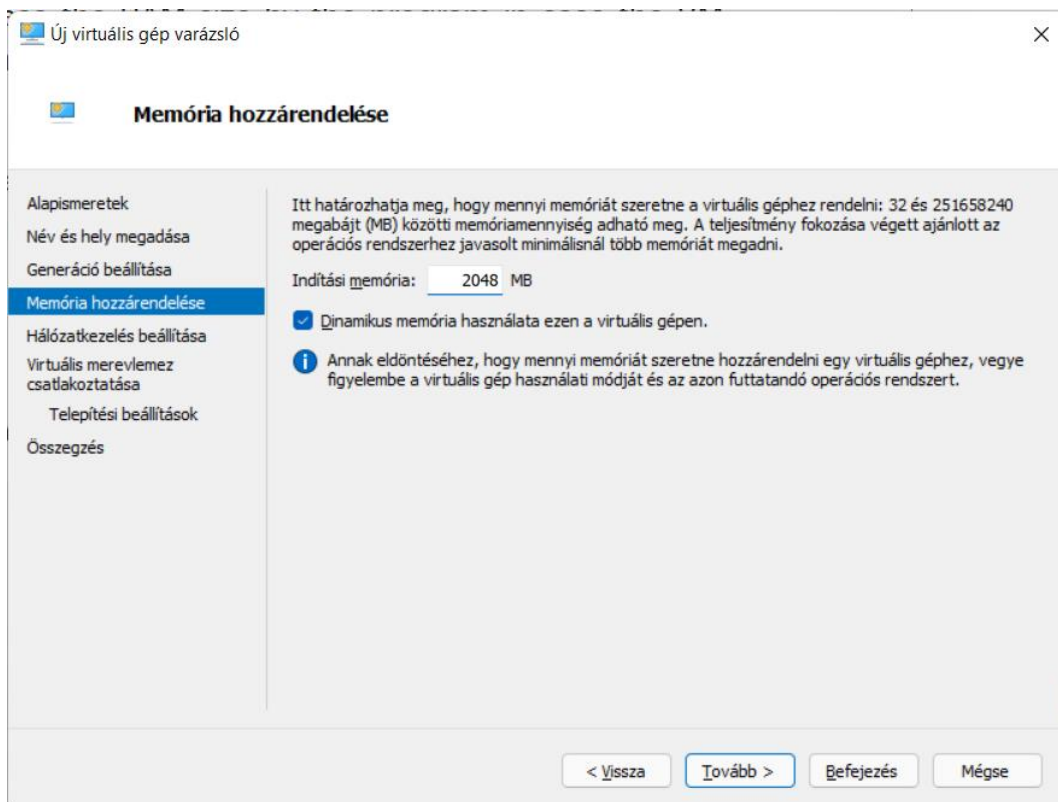 Új virtuális gép varázsló
Memória hozzárendelése
Alapismeretek
Név és hely megadása
Generáció beállítása
Memória hozzárendelése
Hálózatkezelés beállítása
Virtuális merevlemez
csatlakoztatása
Telepítési beállítások
Összegzés
Itt határozhatja meg, hogy mennyi memóriát szeretne a virtuális géphez rendelni: 32 és 251658240
megabájt (MB) közötti memóriamennyiség adható meg. A teljesítmény fokozása végett ajánlott az
operációs rendszerhez javasolt minimálisnál több memóriát megadni.
Indítási memória: 2048 MB
Dinamikus memória használata ezen a virtuális gépen.
Annak eldöntéséhez, hogy mennyi memóriát szeretne hozzárendelni egy virtuális géphez, vegye
figyelembe a virtuális gép használati módját és az azon futtatandó operációs rendszert.
< Vissza
Tovább >
Befejezés
Mégse